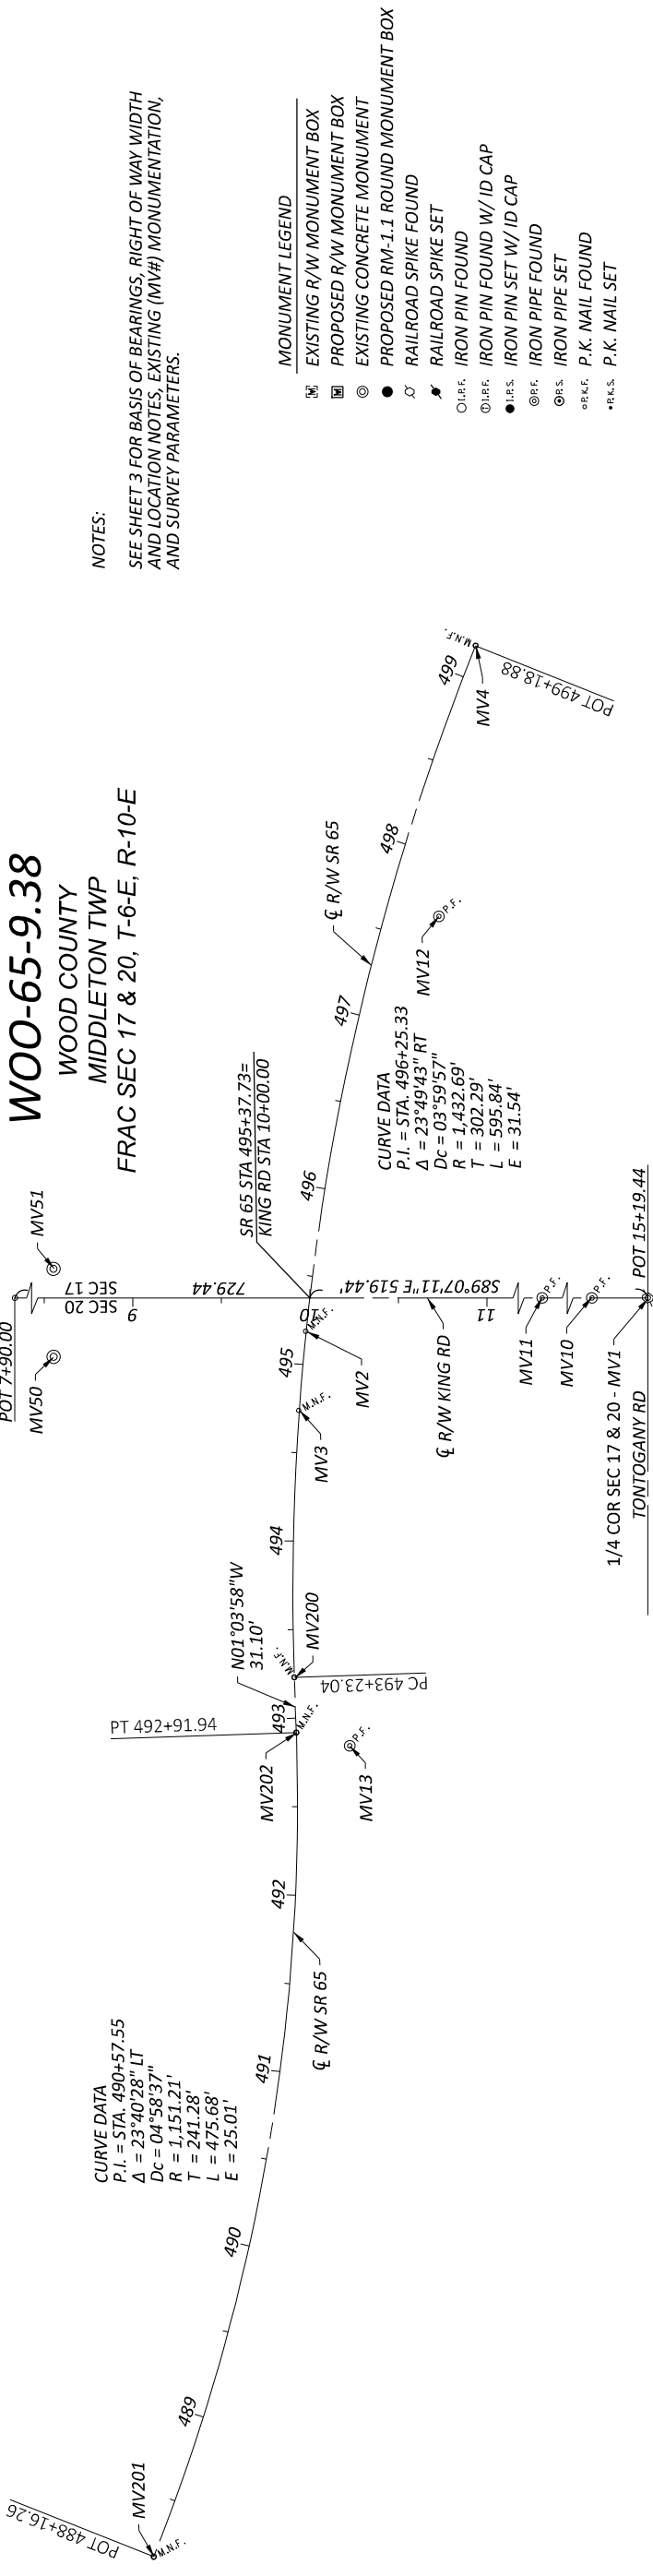 WOO-65-9.38
WOOD COUNTY
MIDDLETON TWP
FRAC SEC 17 & 20, T-6-E, R-10-E
NOTES:
SEE SHEET 3 FOR BASIS OF BEARINGS, RIGHT OF WAY WIDTH
AND LOCATION NOTES, EXISTING (MV#) MONUMENTATION,
AND SURVEY PARAMETERS.
MONUMENT LEGEND
EXISTING R/W MONUMENT BOX
PROPOSED R/W MONUMENT BOX
EXISTING CONCRETE MONUMENT
PROPOSED RM-1.1 ROUND MONUMENT BOX
RAILROAD SPIKE FOUND
RAILROAD SPIKE SET
I.P.F. IRON PIN FOUND
I.P.F. IRON PIN FOUND W/ ID CAP
I.P.S. IRON PIN SET W/ ID CAP
P.F. IRON PIPE FOUND
P.S. IRON PIPE SET
P.K.F. P.K. NAIL FOUND
P.K.S. P.K. NAIL SET
POT 488+16.26
MV201
M.N.F.
489
490
491
492
CURVE DATA
P.I. = STA. 490+57.55
Δ = 23°40'28" LT
Dc = 04°58'37"
R = 1,151.21'
T = 241.28'
L = 475.68'
E = 25.01'
℄ R/W SR 65
PT 492+91.94
MV202
M.N.F.
493
N01°03'58"W
31.10'
M.N.F.
MV200
PC 493+23.04
MV13
P.F.
494
MV3
M.N.F.
495
MV2
M.N.F.
POT 7+90.00
MV50
MV51
SEC 20
SEC 17
9
729.44
10
SR 65 STA 495+37.73=
KING RD STA 10+00.00
S89°07'11"E 519.44'
11
℄ R/W KING RD
MV11
P.F.
MV10
P.F.
1/4 COR SEC 17 & 20 - MV1
POT 15+19.44
TONTOGANY RD
496
497
498
499
CURVE DATA
P.I. = STA. 496+25.33
Δ = 23°49'43" RT
Dc = 03°59'57"
R = 1,432.69'
T = 302.29'
L = 595.84'
E = 31.54'
℄ R/W SR 65
MV12
P.F.
M.N.F.
MV4
POT 499+18.88